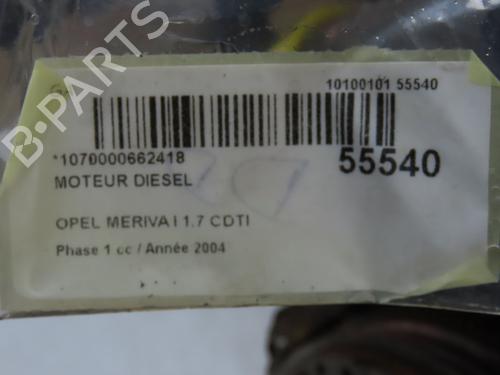 10100101 55540
*1070000662418
55540
MOTEUR DIESEL
OPEL MERIVA I 1.7 CDTI
Phase 1 cc / Année 2004
B-PARTS